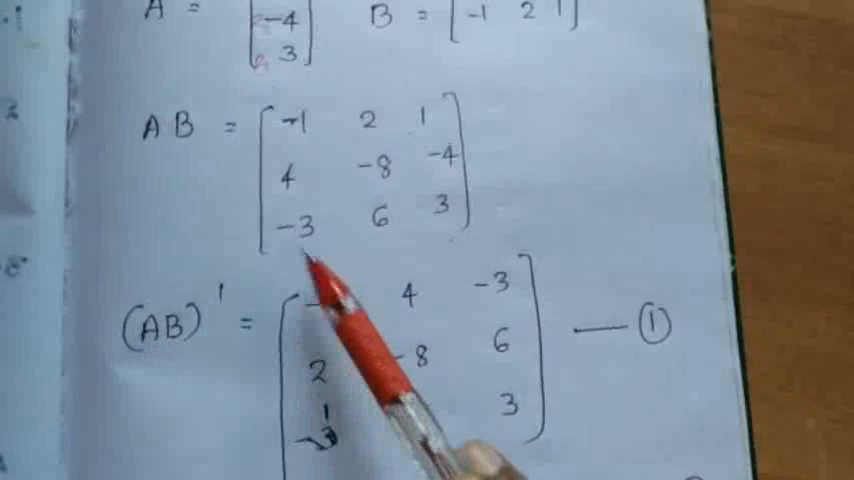 A = [ -4 3 ] B = [ -1 2 1 ]
AB = [ -1 2 1
4 -8 -4
-3 6 3 ]
(AB)' = [ 4 -3
2 -8 6
1 3 ] — ①